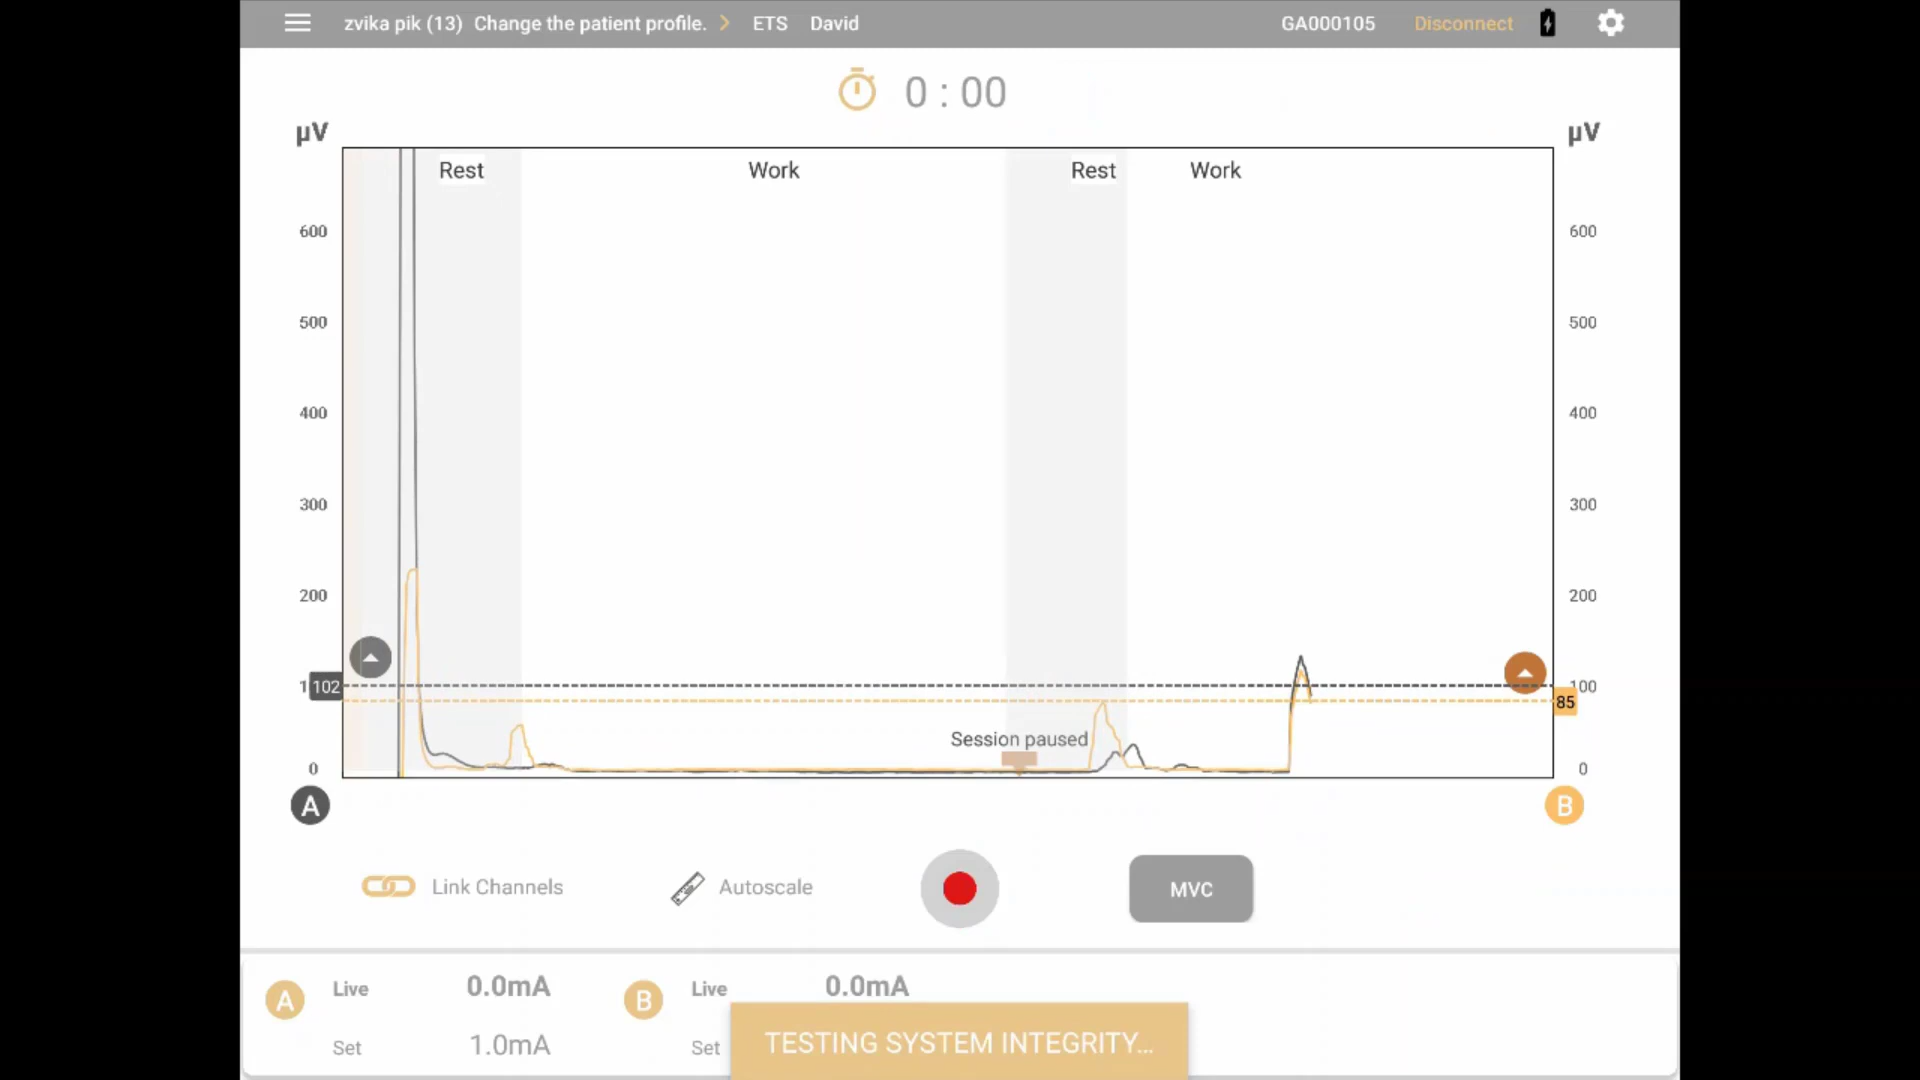 zvika pik (13) Change the patient profile. > ETS David GA000105 Disconnect
0 : 00
µV µV
Rest Work Rest Work
600 600
500 500
400 400
300 300
200 200
102 100
85
Session paused
0 0
A B
Link Channels Autoscale MVC
A Live 0.0mA B Live 0.0mA
Set 1.0mA Set
TESTING SYSTEM INTEGRITY...